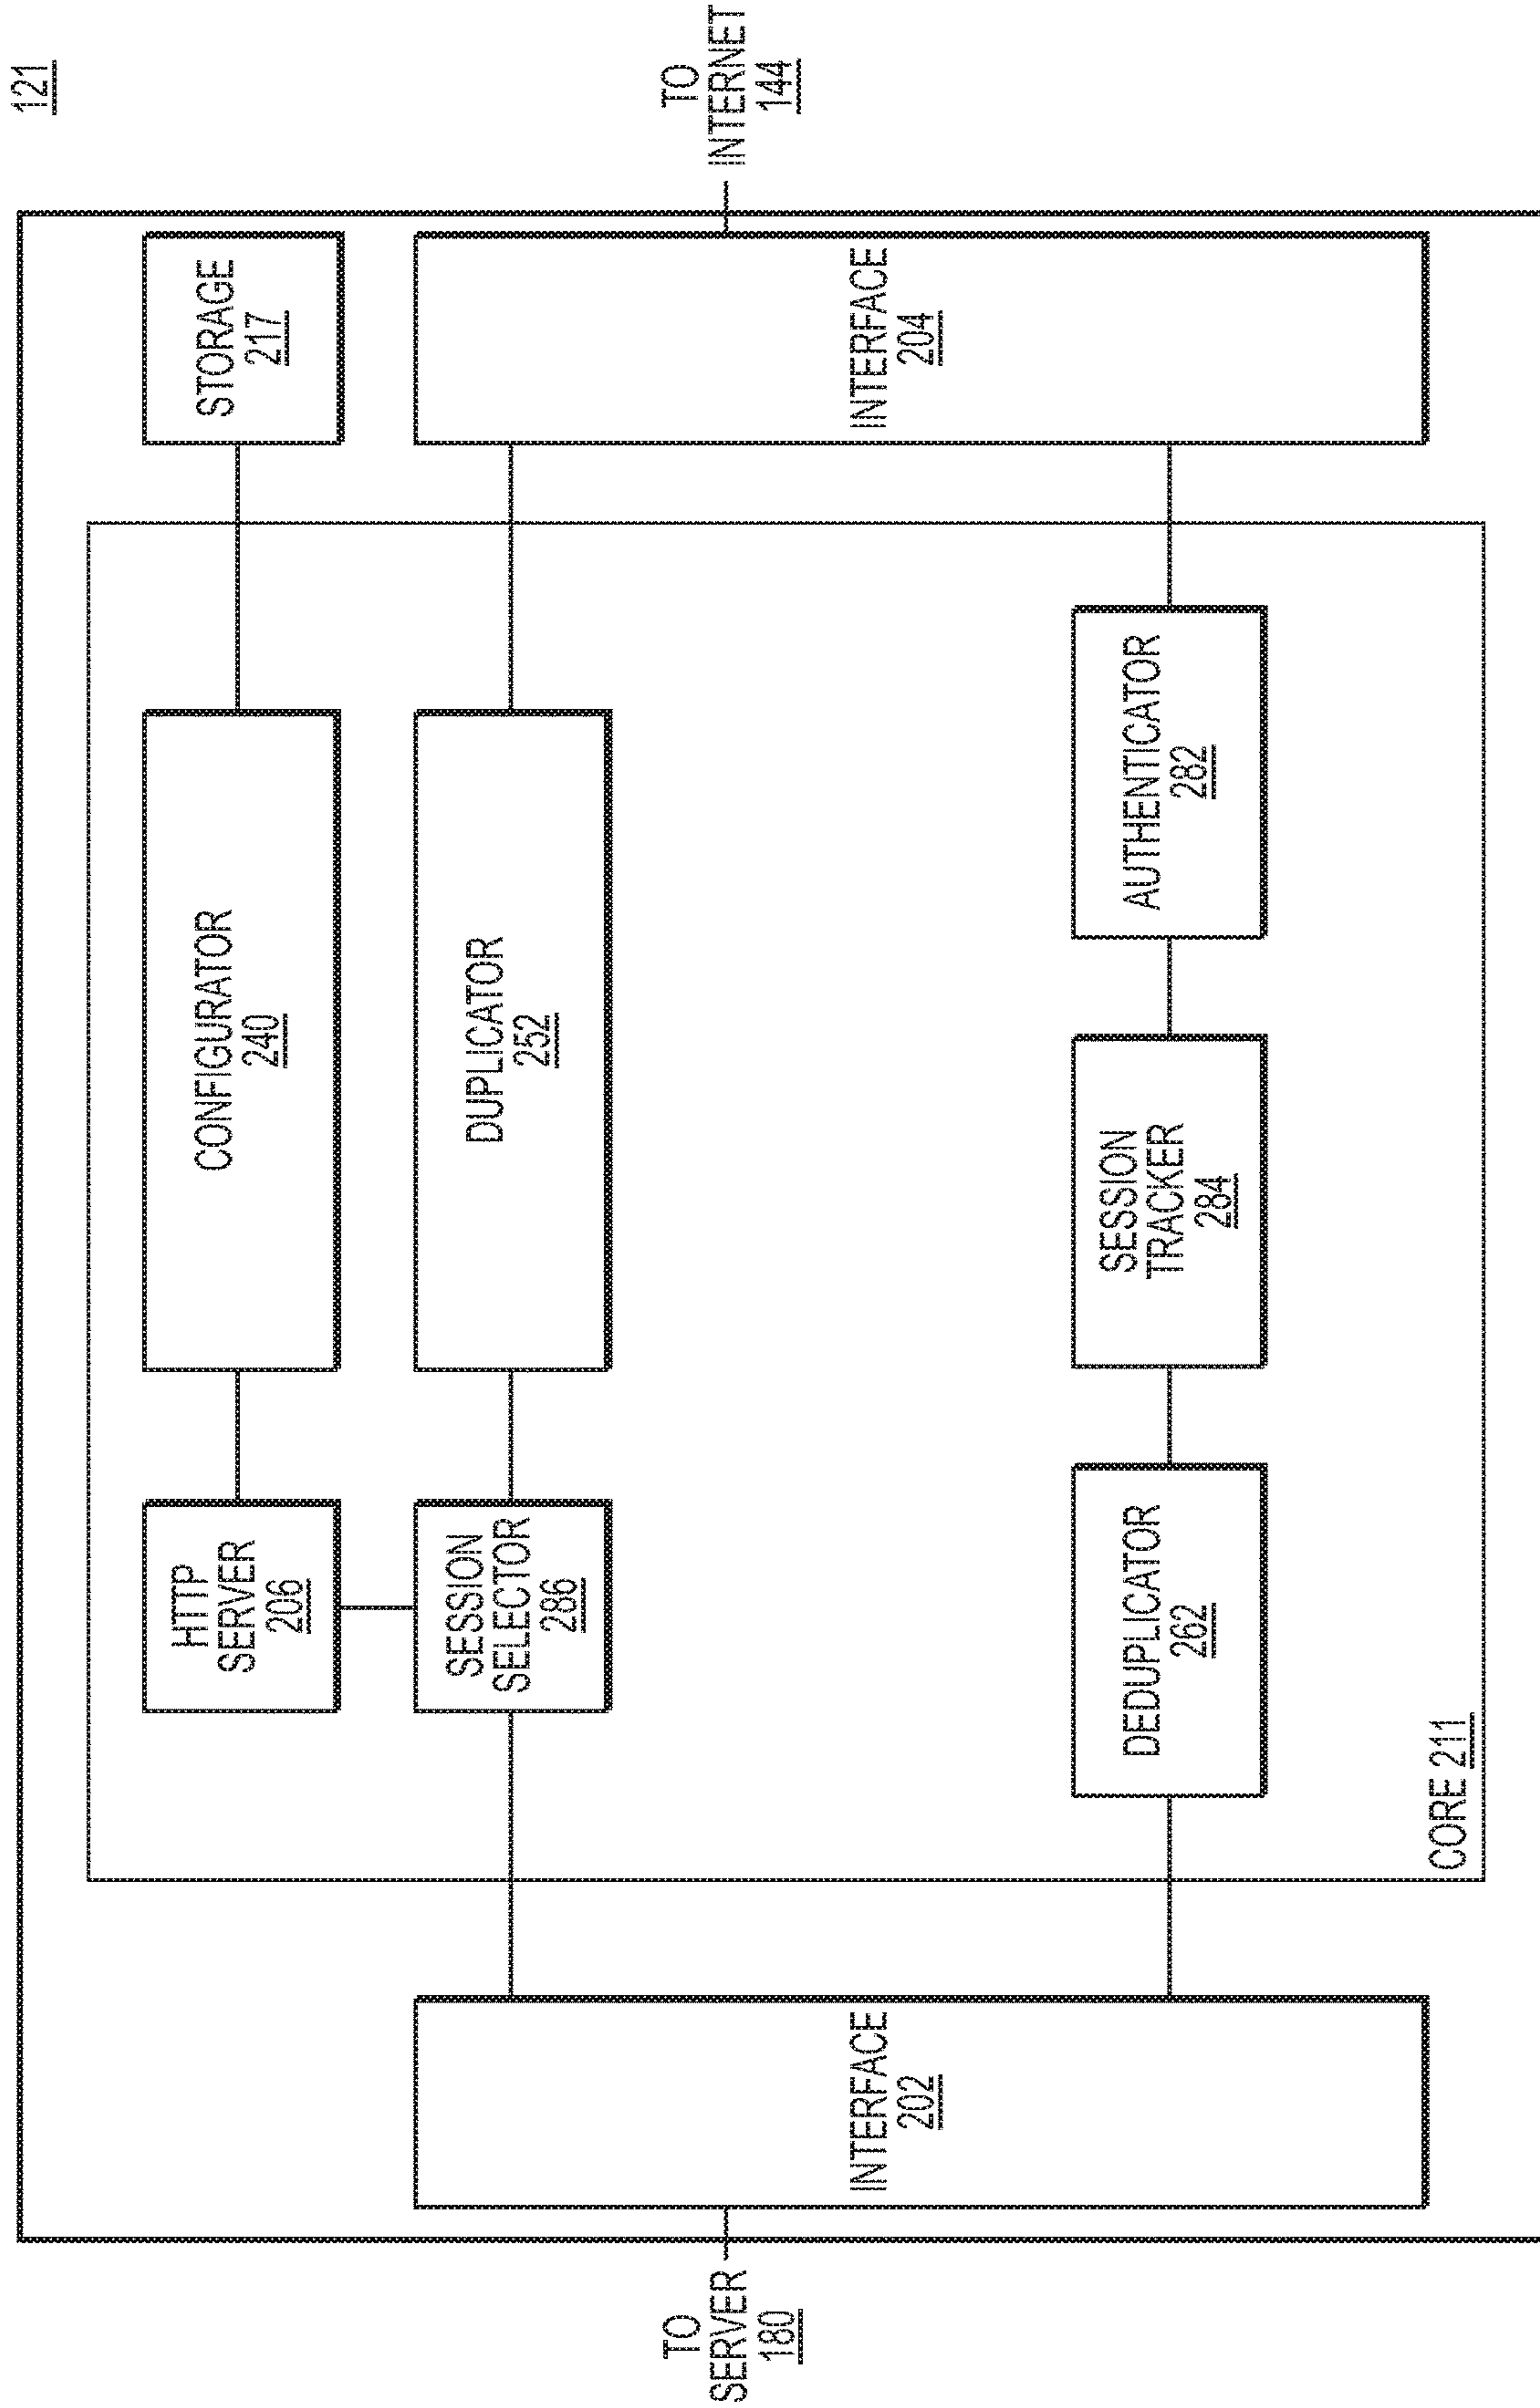 121
HTTP
SERVER
206
CONFIGURATOR
240
STORAGE
217
SESSION
SELECTOR
286
DUPLICATOR
252
TO
SERVER
180
INTERFACE
202
INTERFACE
204
TO
INTERNET
144
DEDUPLICATOR
262
SESSION
TRACKER
284
AUTHENTICATOR
282
CORE 211